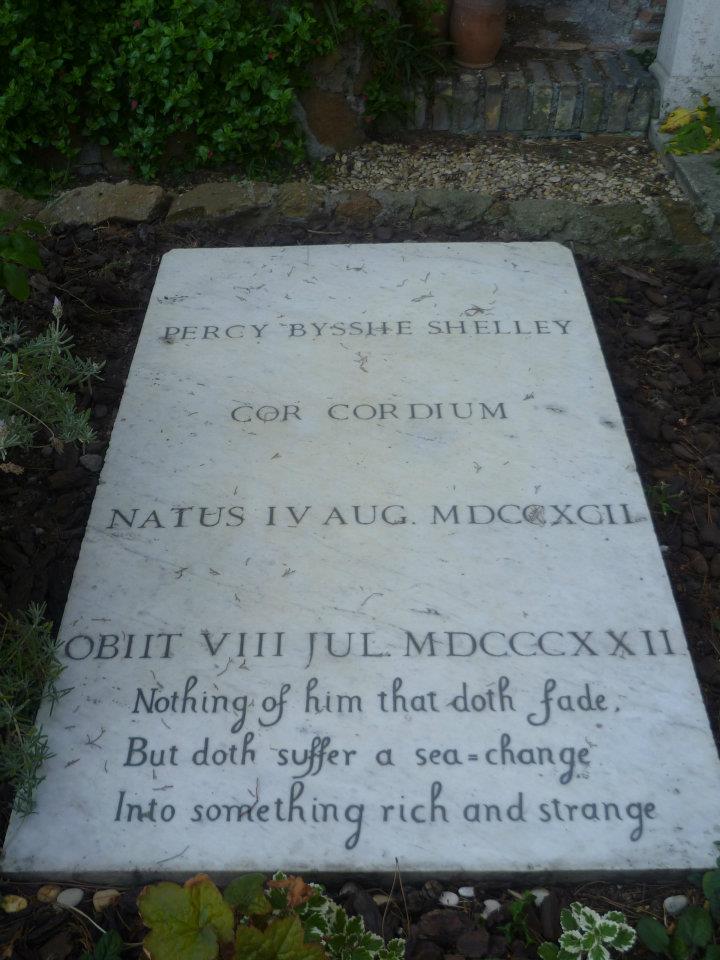 PERCY BYSSHE SHELLEY
COR CORDIUM
NATUS IV AUG. MDCCXCII
OBIIT VIII JUL. MDCCCXXII
Nothing of him that doth fade,
But doth suffer a sea=change
Into something rich and strange